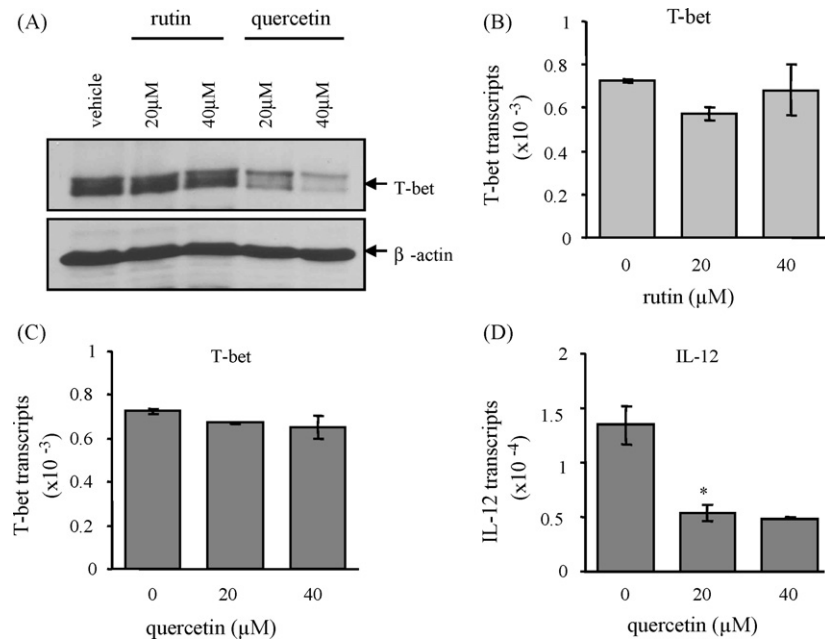 (A)
rutin quercetin
vehicle 20µM 40µM 20µM 40µM
T-bet
β -actin
(B)
T-bet
T-bet transcripts
(x10 -3)
1
0.8
0.6
0.4
0.2
0
0 20 40
rutin (µM)
(C)
T-bet
T-bet transcripts
(x10 -3)
1
0.8
0.6
0.4
0.2
0
0 20 40
quercetin (µM)
(D)
IL-12
IL-12 transcripts
(x10 -4)
2
1.5
1
0.5
0
*
0 20 40
quercetin (µM)